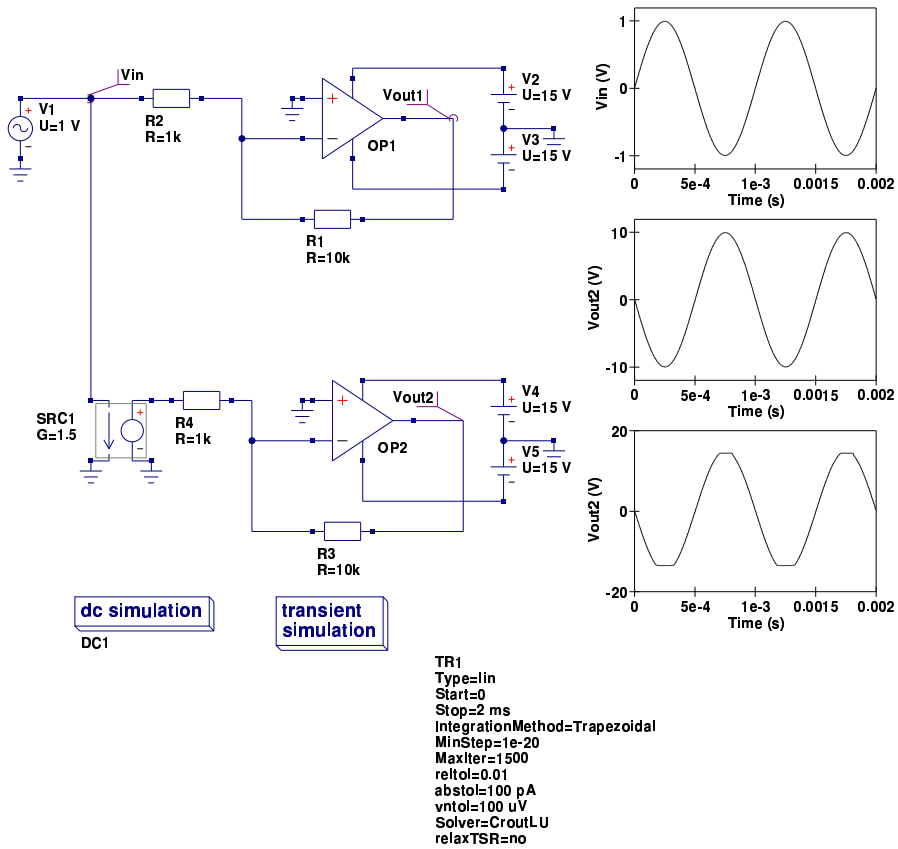 Vin
V1
U=1 V
R2
R=1k
+
−
OP1
Vout1
V2
U=15 V
V3
U=15 V
R1
R=10k
SRC1
G=1.5
R4
R=1k
+
−
OP2
Vout2
V4
U=15 V
V5
U=15 V
R3
R=10k
dc simulation
DC1
transient
simulation
TR1
Type=lin
Start=0
Stop=2 ms
IntegrationMethod=Trapezoidal
MinStep=1e-20
MaxIter=1500
reltol=0.01
abstol=100 pA
vntol=100 uV
Solver=CroutLU
relaxTSR=no
Vin (V)
1
0
-1
0 5e-4 1e-3 0.0015 0.002
Time (s)
Vout2 (V)
10
0
-10
0 5e-4 1e-3 0.0015 0.002
Time (s)
Vout2 (V)
20
0
-20
0 5e-4 1e-3 0.0015 0.002
Time (s)